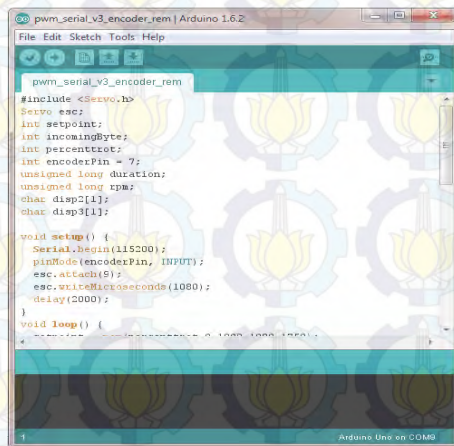 pwm_serial_v3_encoder_rem | Arduino 1.6.2
File Edit Sketch Tools Help
pwm_serial_v3_encoder_rem
#include <Servo.h>
Servo esc;
int setpoint;
int incomingByte;
int percenttrot;
int encoderPin = 7;
unsigned long duration;
unsigned long rpm;
char disp2[1];
char disp3[1];
void setup() {
Serial.begin(115200);
pinMode(encoderPin, INPUT);
esc.attach(9);
esc.writeMicroseconds(1080);
delay(2000);
}
void loop() {
1
Arduino Uno on COM9